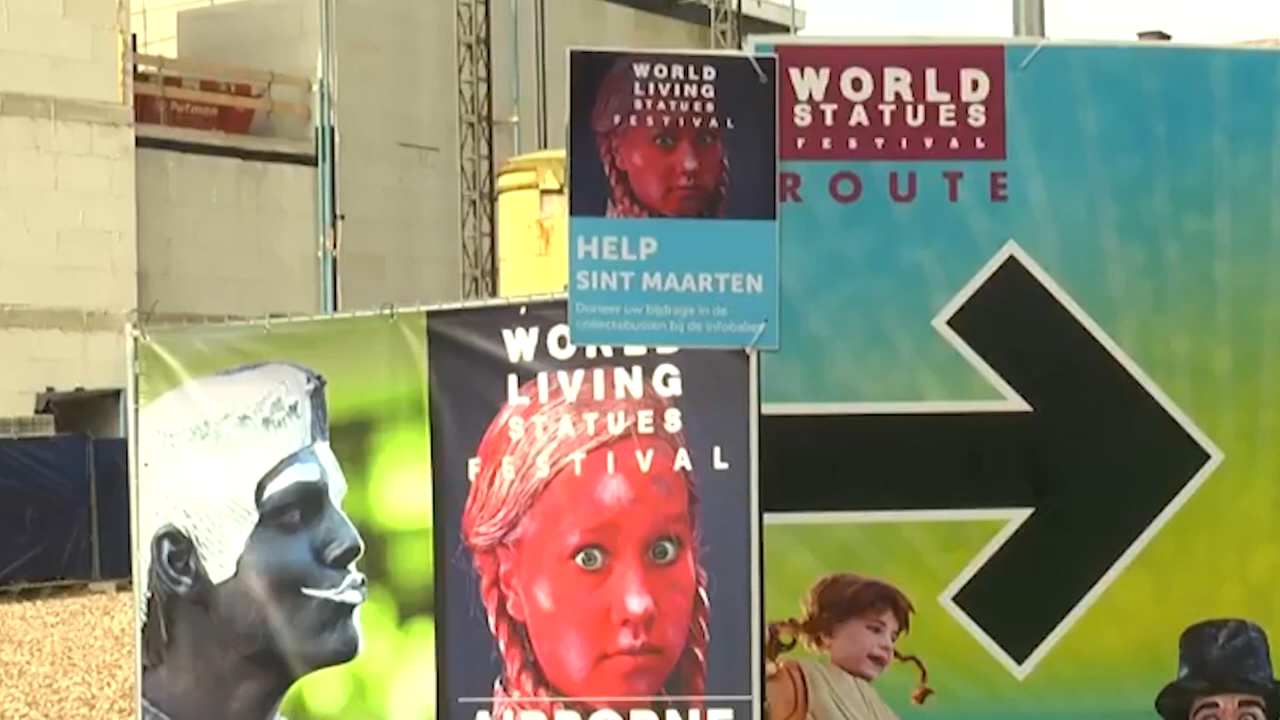 WORLD
LIVING
STATUES
FESTIVAL
HELP
SINT MAARTEN
Doneer uw bijdrage in de
collectebussen bij de infobalies
WORLD
STATUES
FESTIVAL
ROUTE
WORLD
LIVING
STATUES
FESTIVAL
AIRBORNE